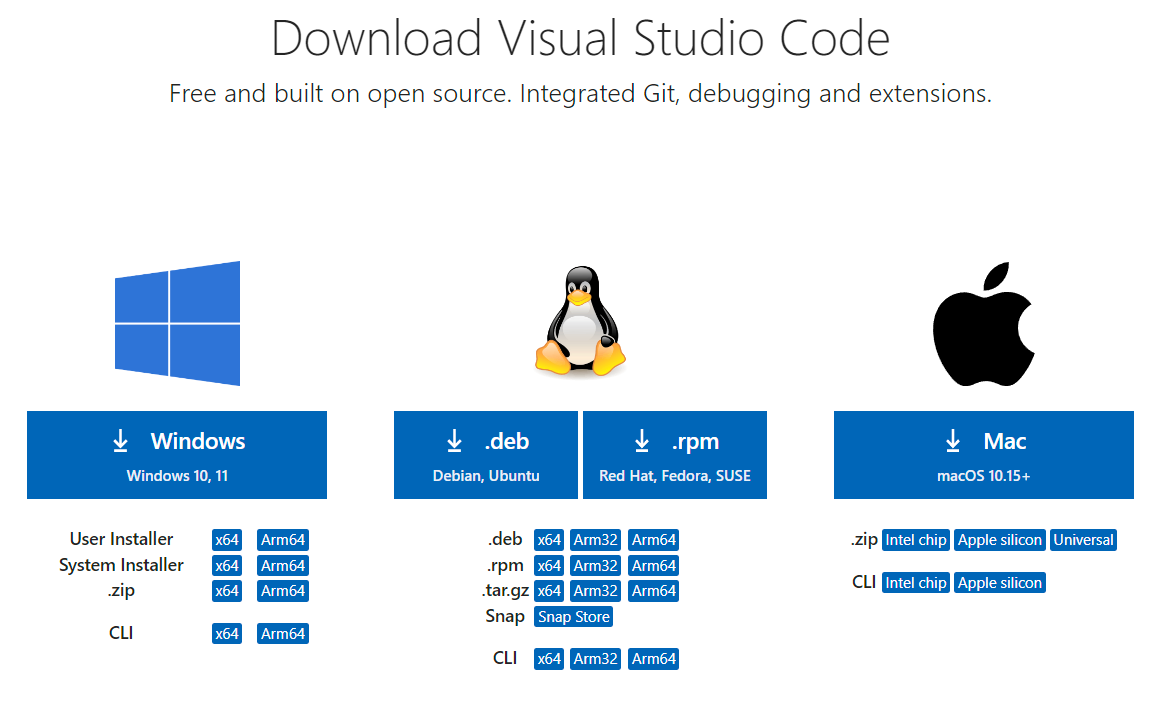 Download Visual Studio Code
Free and built on open source. Integrated Git, debugging and extensions.
Windows
Windows 10, 11
User Installer x64 Arm64
System Installer x64 Arm64
.zip x64 Arm64
CLI x64 Arm64
.deb
Debian, Ubuntu
.rpm
Red Hat, Fedora, SUSE
.deb x64 Arm32 Arm64
.rpm x64 Arm32 Arm64
.tar.gz x64 Arm32 Arm64
Snap Snap Store
CLI x64 Arm32 Arm64
Mac
macOS 10.15+
.zip Intel chip Apple silicon Universal
CLI Intel chip Apple silicon